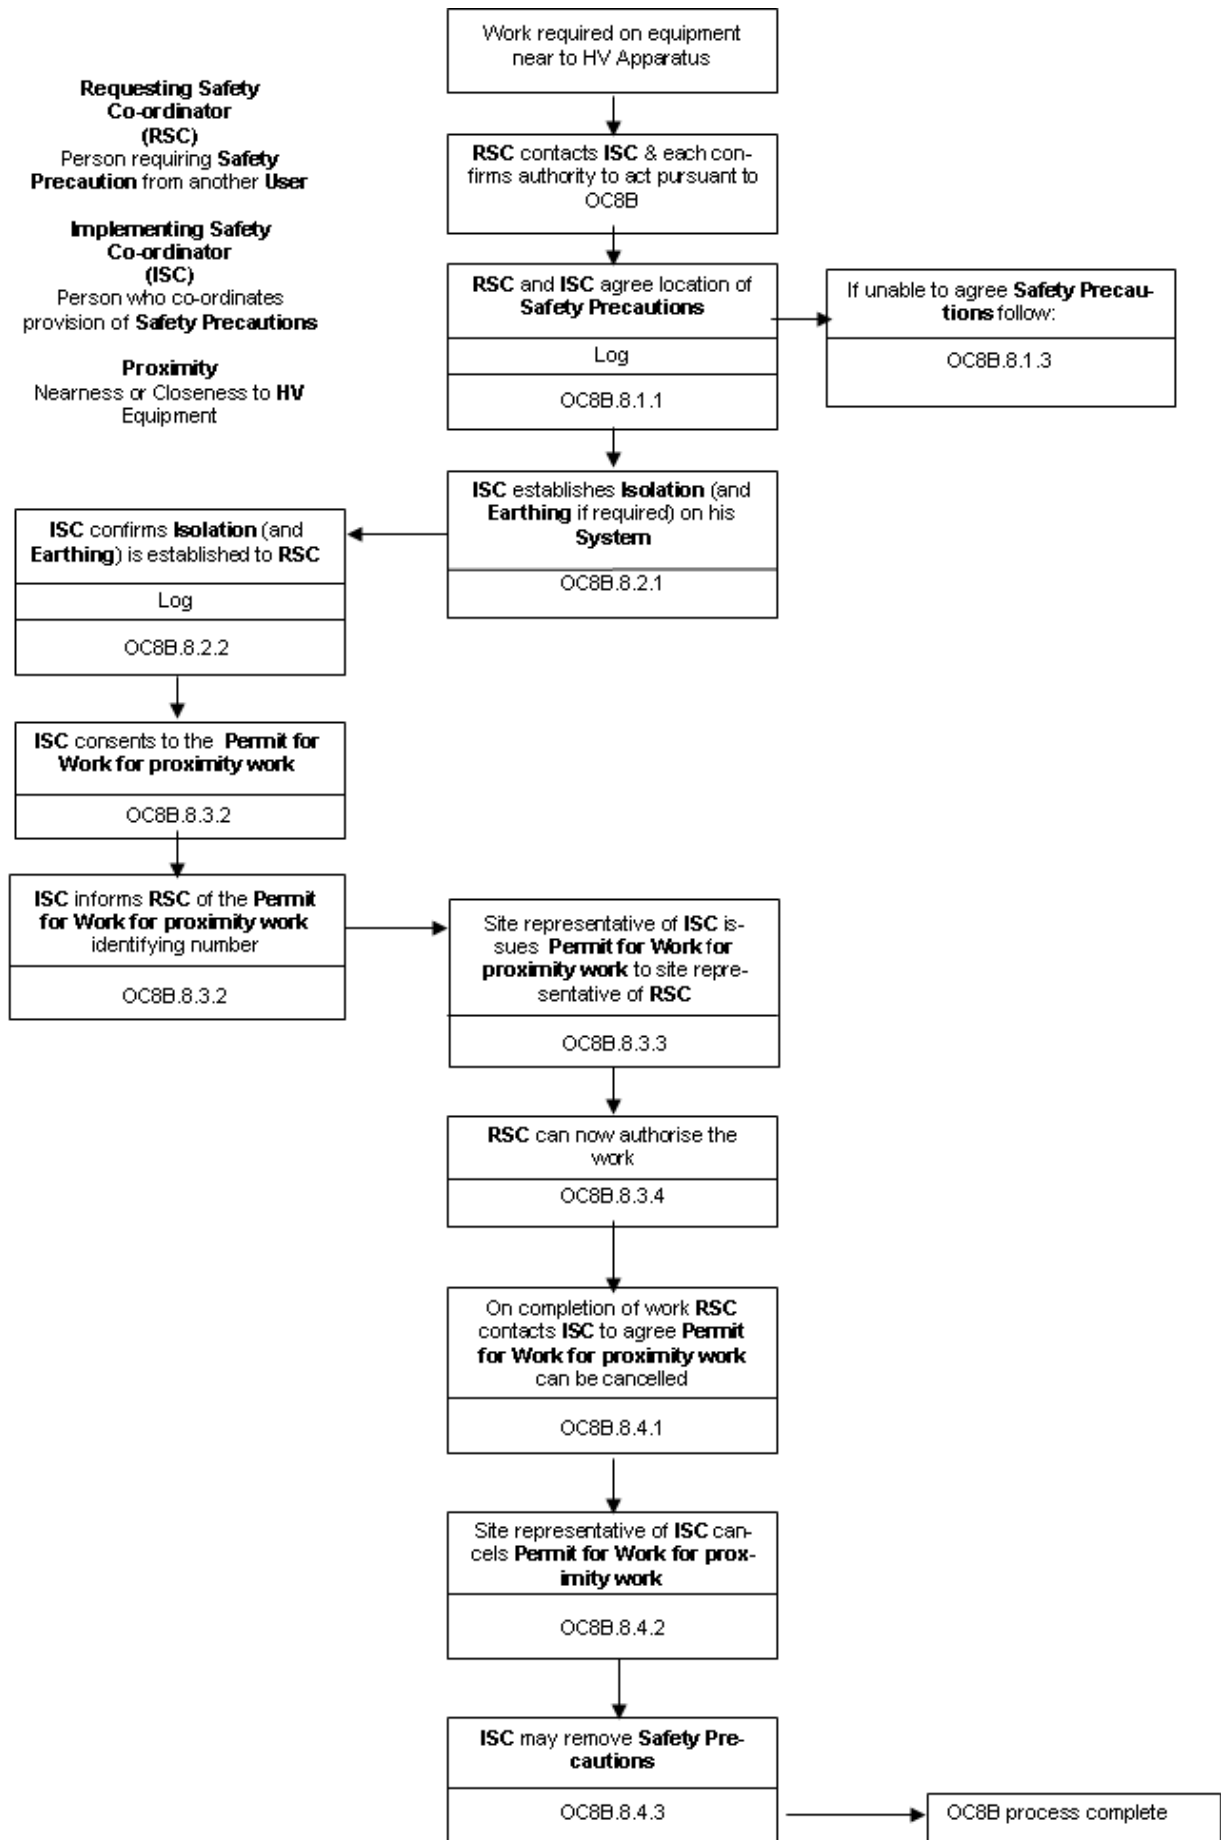 Work required on equipment
near to HV Apparatus
Requesting Safety
Co-ordinator
(RSC)
Person requiring Safety
Precaution from another User
Implementing Safety
Co-ordinator
(ISC)
Person who co-ordinates
provision of Safety Precautions
Proximity
Nearness or Closeness to HV
Equipment
RSC contacts ISC & each con-
firms authority to act pursuant to
OC8B
RSC and ISC agree location of
Safety Precautions
Log
OC8B.8.1.1
If unable to agree Safety Precau-
tions follow:
OC8B.8.1.3
ISC establishes Isolation (and
Earthing if required) on his
System
OC8B.8.2.1
ISC confirms Isolation (and
Earthing) is established to RSC
Log
OC8B.8.2.2
ISC consents to the Permit for
Work for proximity work
OC8B.8.3.2
ISC informs RSC of the Permit
for Work for proximity work
identifying number
OC8B.8.3.2
Site representative of ISC is-
sues Permit for Work for
proximity work to site repre-
sentative of RSC
OC8B.8.3.3
RSC can now authorise the
work
OC8B.8.3.4
On completion of work RSC
contacts ISC to agree Permit
for Work for proximity work
can be cancelled
OC8B.8.4.1
Site representative of ISC can-
cels Permit for Work for prox-
imity work
OC8B.8.4.2
ISC may remove Safety Pre-
cautions
OC8B.8.4.3
OC8B process complete